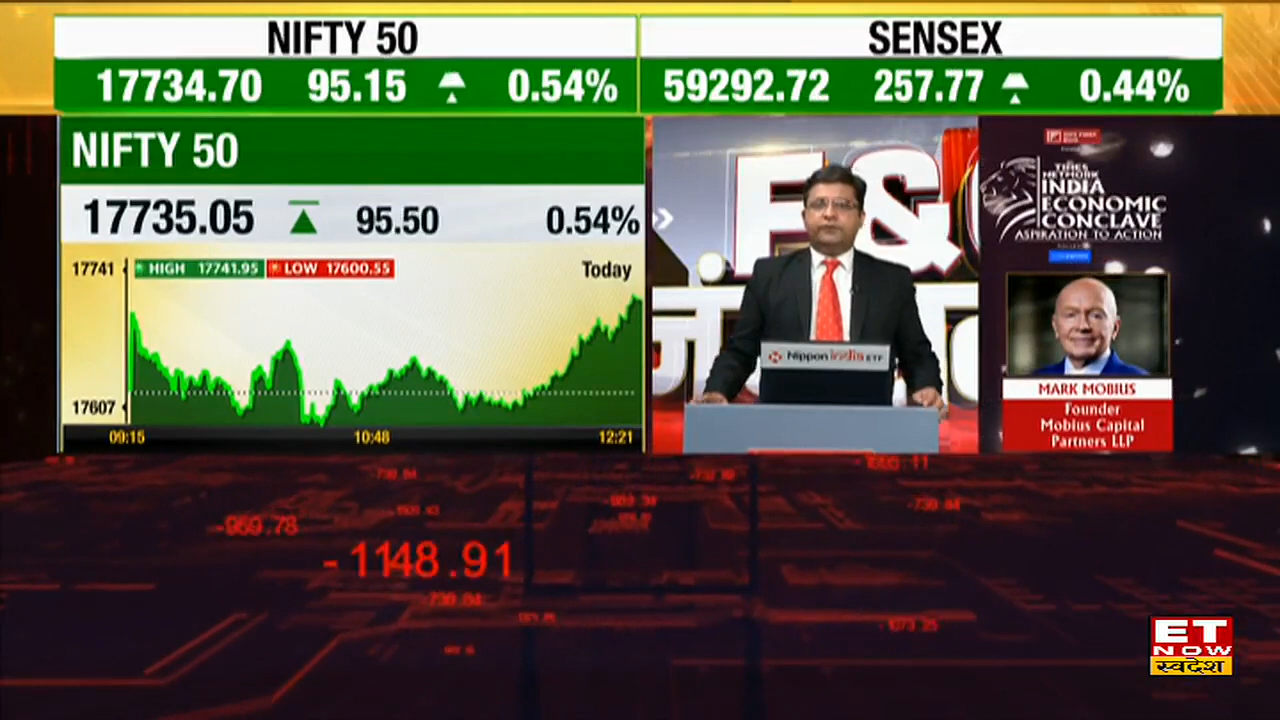 NIFTY 50
17734.70 95.15 0.54%
SENSEX
59292.72 257.77 0.44%
NIFTY 50
17735.05 95.50 0.54%
17741
HIGH 17741.95 LOW 17600.55
Today
17607
09:15 10:48 12:21
F&
Nippon india ETF
TIMES
NETWORK
INDIA
ECONOMIC
CONCLAVE
ASPIRATION TO ACTION
MARK MOBIUS
Founder
Mobius Capital
Partners LLP
-969.78
-1148.91
ET
NOW
स्वदेश